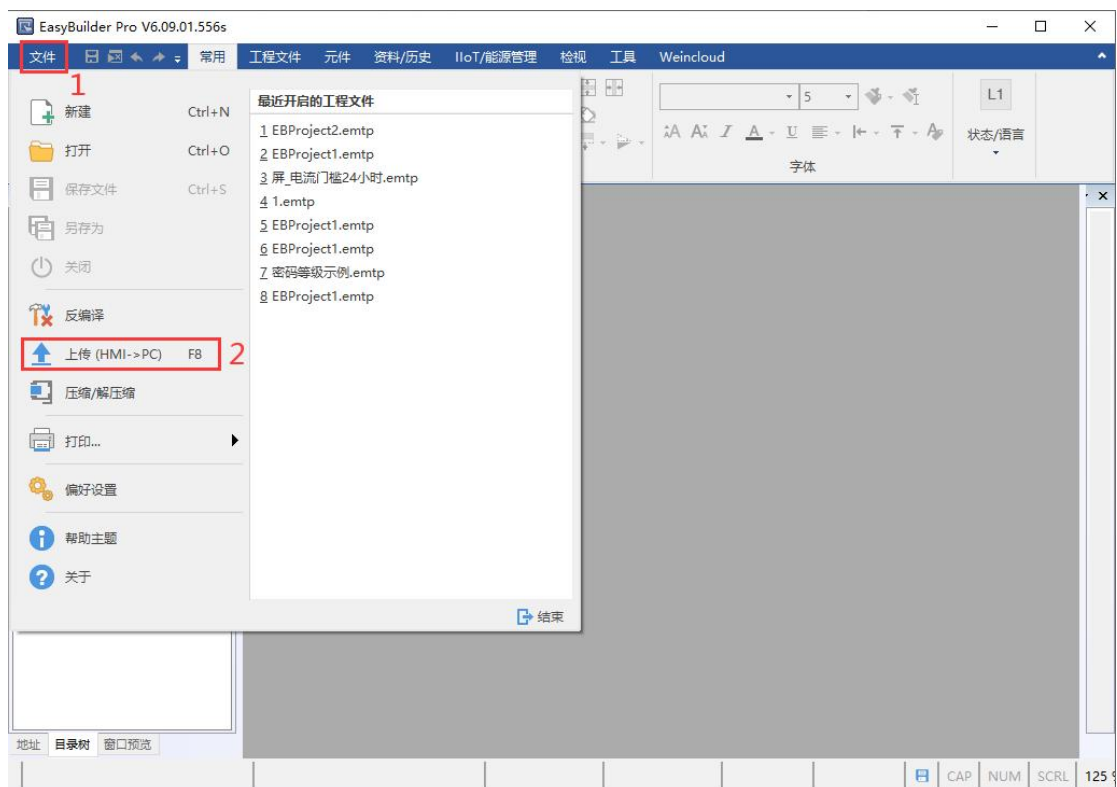 EasyBuilder Pro V6.09.01.556s
文件 常用 工程文件 元件 资料/历史 IIoT/能源管理 检视 工具 Weincloud
1
新建 Ctrl+N
打开 Ctrl+O
保存文件 Ctrl+S
另存为
关闭
反编译
上传 (HMI->PC) F8 2
压缩/解压缩
打印...
偏好设置
帮助主题
关于
最近开启的工程文件
1 EBProject2.emtp
2 EBProject1.emtp
3 屏_电流门槛24小时.emtp
4 1.emtp
5 EBProject1.emtp
6 EBProject1.emtp
7 密码等级示例.emtp
8 EBProject1.emtp
结束
5
L1
状态/语言
字体
地址 目录树 窗口预览
CAP NUM SCRL 125 %